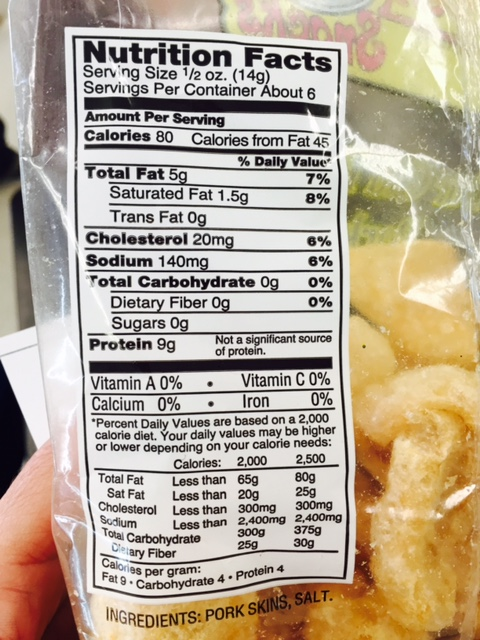 Nutrition Facts
Serving Size 1/2 oz. (14g)
Servings Per Container About 6
Amount Per Serving
Calories 80 Calories from Fat 45
% Daily Value*
Total Fat 5g 7%
Saturated Fat 1.5g 8%
Trans Fat 0g
Cholesterol 20mg 6%
Sodium 140mg 6%
Total Carbohydrate 0g 0%
Dietary Fiber 0g 0%
Sugars 0g
Protein 9g Not a significant source
of protein.
Vitamin A 0% • Vitamin C 0%
Calcium 0% • Iron 0%
*Percent Daily Values are based on a 2,000
calorie diet. Your daily values may be higher
or lower depending on your calorie needs:
Calories: 2,000 2,500
Total Fat Less than 65g 80g
Sat Fat Less than 20g 25g
Cholesterol Less than 300mg 300mg
Sodium Less than 2,400mg 2,400mg
Total Carbohydrate 300g 375g
Dietary Fiber 25g 30g
Calories per gram:
Fat 9 • Carbohydrate 4 • Protein 4
INGREDIENTS: PORK SKINS, SALT.